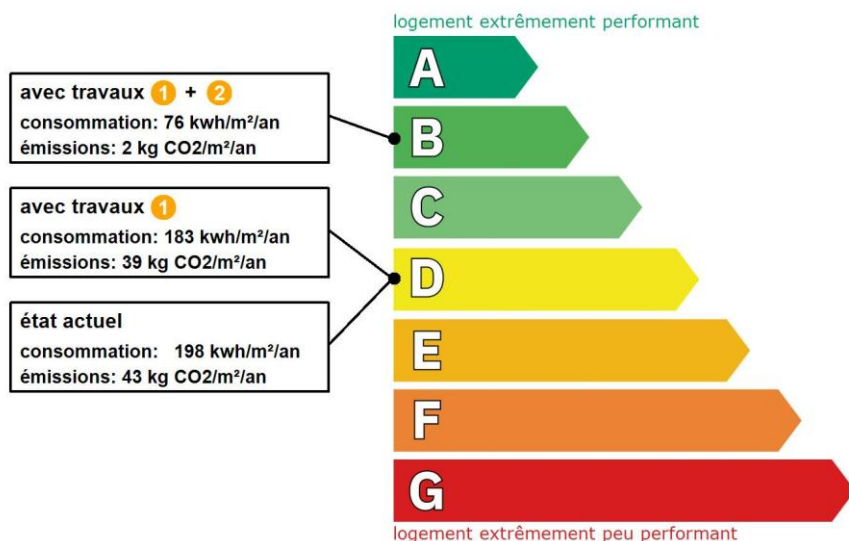 logement extrêmement performant
A
avec travaux 1 + 2
consommation: 76 kwh/m²/an
émissions: 2 kg CO2/m²/an
B
avec travaux 1
consommation: 183 kwh/m²/an
émissions: 39 kg CO2/m²/an
C
D
état actuel
consommation: 198 kwh/m²/an
émissions: 43 kg CO2/m²/an
E
F
G
logement extrêmement peu performant